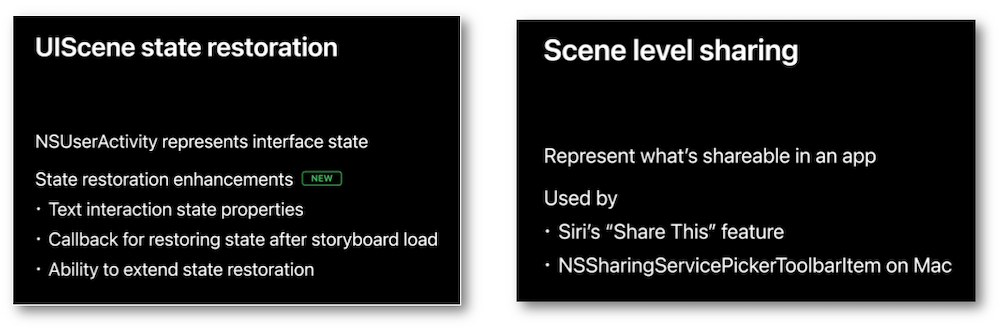 UIScene state restoration
NSUserActivity represents interface state
State restoration enhancements NEW
· Text interaction state properties
· Callback for restoring state after storyboard load
· Ability to extend state restoration
Scene level sharing
Represent what’s shareable in an app
Used by
· Siri’s “Share This” feature
· NSSharingServicePickerToolbarItem on Mac